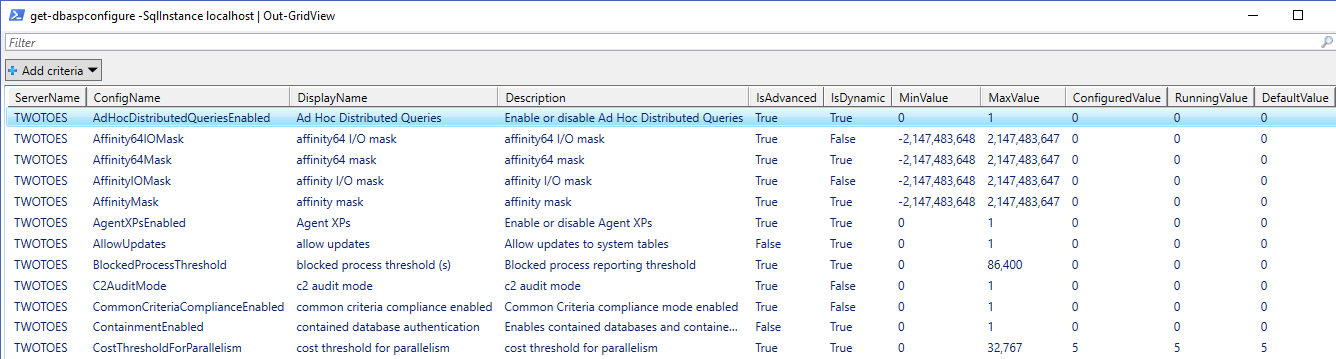 get-dbaspconfigure -SqlInstance localhost | Out-GridView
Filter
Add criteria
ServerName ConfigName DisplayName Description IsAdvanced IsDynamic MinValue MaxValue ConfiguredValue RunningValue DefaultValue
TWOTOES AdHocDistributedQueriesEnabled Ad Hoc Distributed Queries Enable or disable Ad Hoc Distributed Queries True True 0 1 0 0 0
TWOTOES Affinity64IOMask affinity64 I/O mask affinity64 I/O mask True False -2,147,483,648 2,147,483,647 0 0 0
TWOTOES Affinity64Mask affinity64 mask affinity64 mask True True -2,147,483,648 2,147,483,647 0 0 0
TWOTOES AffinityIOMask affinity I/O mask affinity I/O mask True False -2,147,483,648 2,147,483,647 0 0 0
TWOTOES AffinityMask affinity mask affinity mask True True -2,147,483,648 2,147,483,647 0 0 0
TWOTOES AgentXPsEnabled Agent XPs Enable or disable Agent XPs True True 0 1 0 0 0
TWOTOES AllowUpdates allow updates Allow updates to system tables False True 0 1 0 0 0
TWOTOES BlockedProcessThreshold blocked process threshold (s) Blocked process reporting threshold True True 0 86,400 0 0 0
TWOTOES C2AuditMode c2 audit mode c2 audit mode True False 0 1 0 0 0
TWOTOES CommonCriteriaComplianceEnabled common criteria compliance enabled Common Criteria compliance mode enabled True False 0 1 0 0 0
TWOTOES ContainmentEnabled contained database authentication Enables contained databases and containe... False True 0 1 0 0 0
TWOTOES CostThresholdForParallelism cost threshold for parallelism cost threshold for parallelism True True 0 32,767 5 5 5